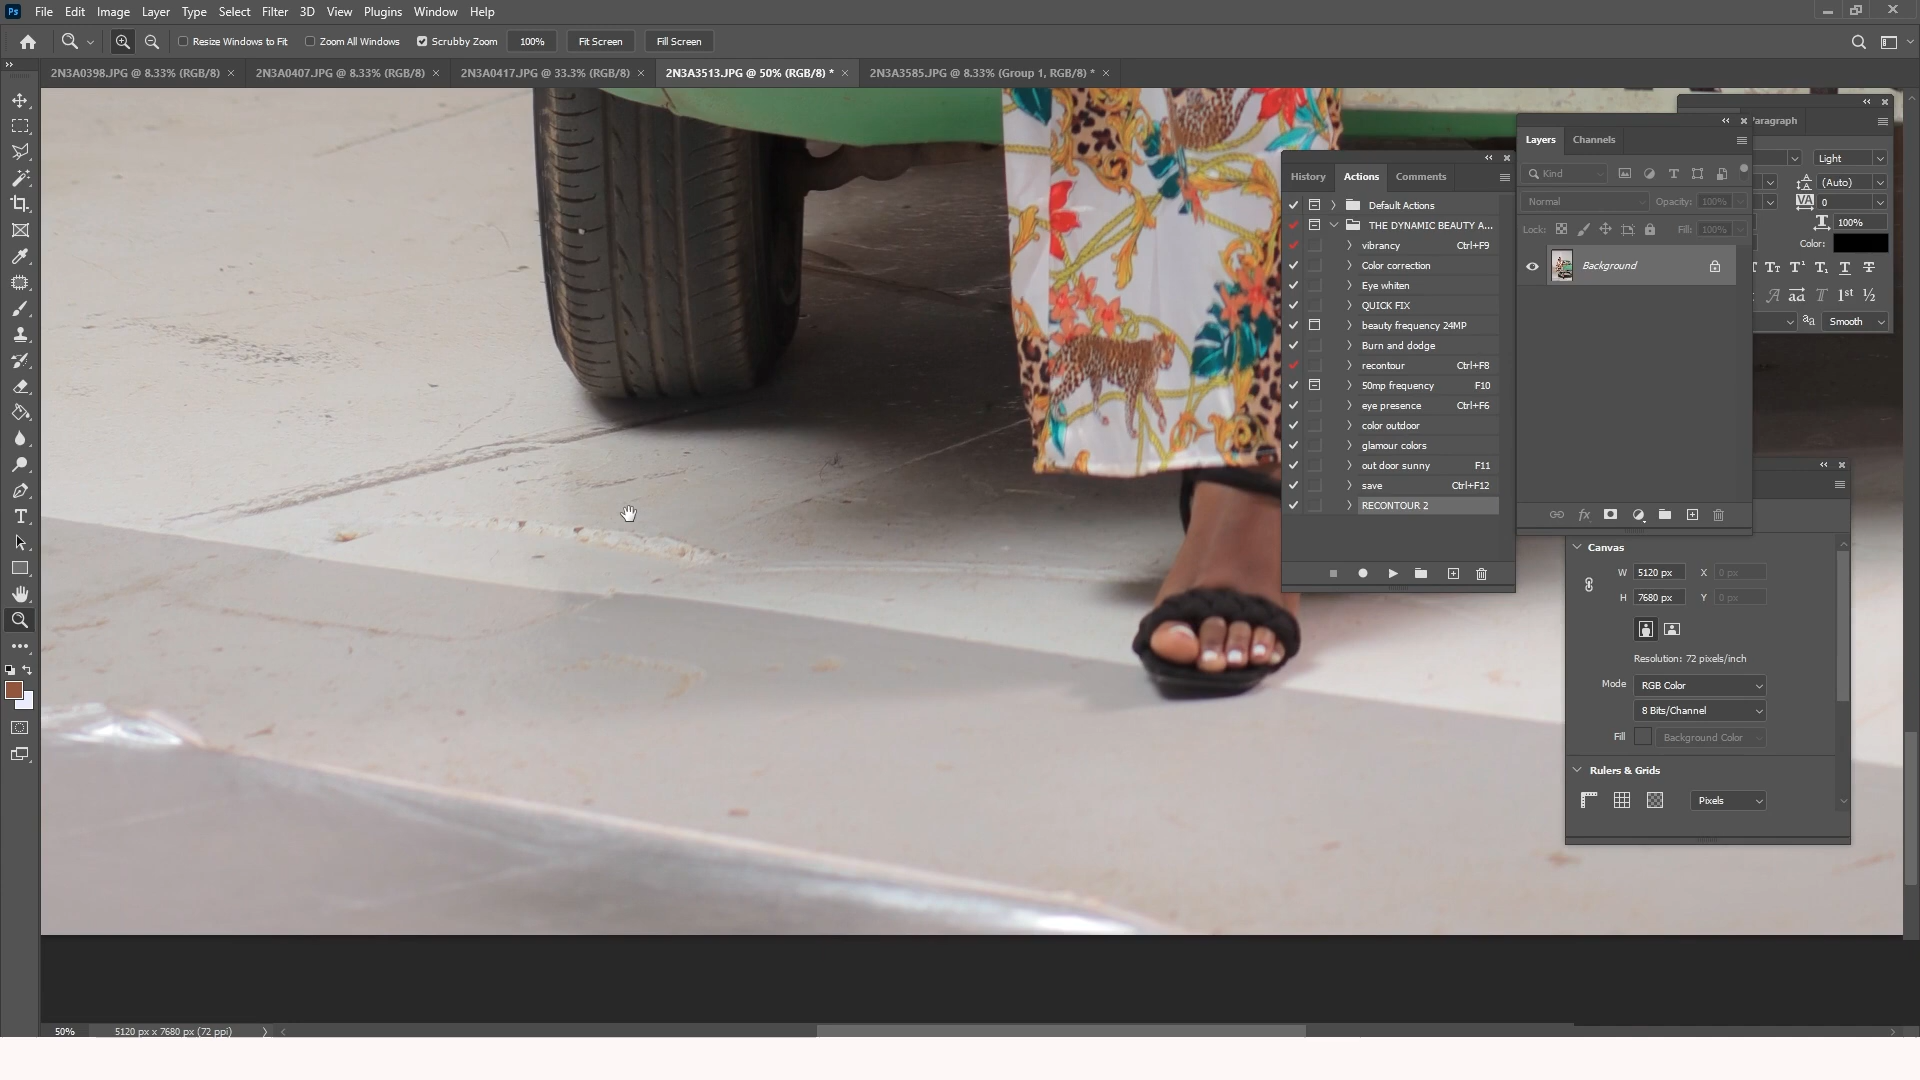 Ps File Edit Image Layer Type Select Filter 3D View Plugins Window Help
Resize Windows to Fit Zoom All Windows Scrubby Zoom 100% Fit Screen Fill Screen
2N3A0398.JPG @ 8.33% (RGB/8) 2N3A0407.JPG @ 8.33% (RGB/8) 2N3A0417.JPG @ 33.3% (RGB/8) 2N3A3513.JPG @ 50% (RGB/8) * 2N3A3585.JPG @ 8.33% (Group 1, RGB/8) *
History Actions Comments
Default Actions
THE DYNAMIC BEAUTY A...
vibrancy Ctrl+F9
Color correction
Eye whiten
QUICK FIX
beauty frequency 24MP
Burn and dodge
recontour Ctrl+F8
50mp frequency F10
eye presence Ctrl+F6
color outdoor
glamour colors
out door sunny F11
save Ctrl+F12
RECONTOUR 2
Layers Channels
Kind
Normal Opacity: 100%
Lock: Fill: 100%
Background
fx
Paragraph
Light
(Auto)
VA 0
100%
Color:
1st ½
aa Smooth
Canvas
W 5120 px X 0 px
H 7680 px Y 0 px
Resolution: 72 pixels/inch
Mode RGB Color
8 Bits/Channel
Fill Background Color
Rulers & Grids
Pixels
50% 5120 px x 7680 px (72 ppi)